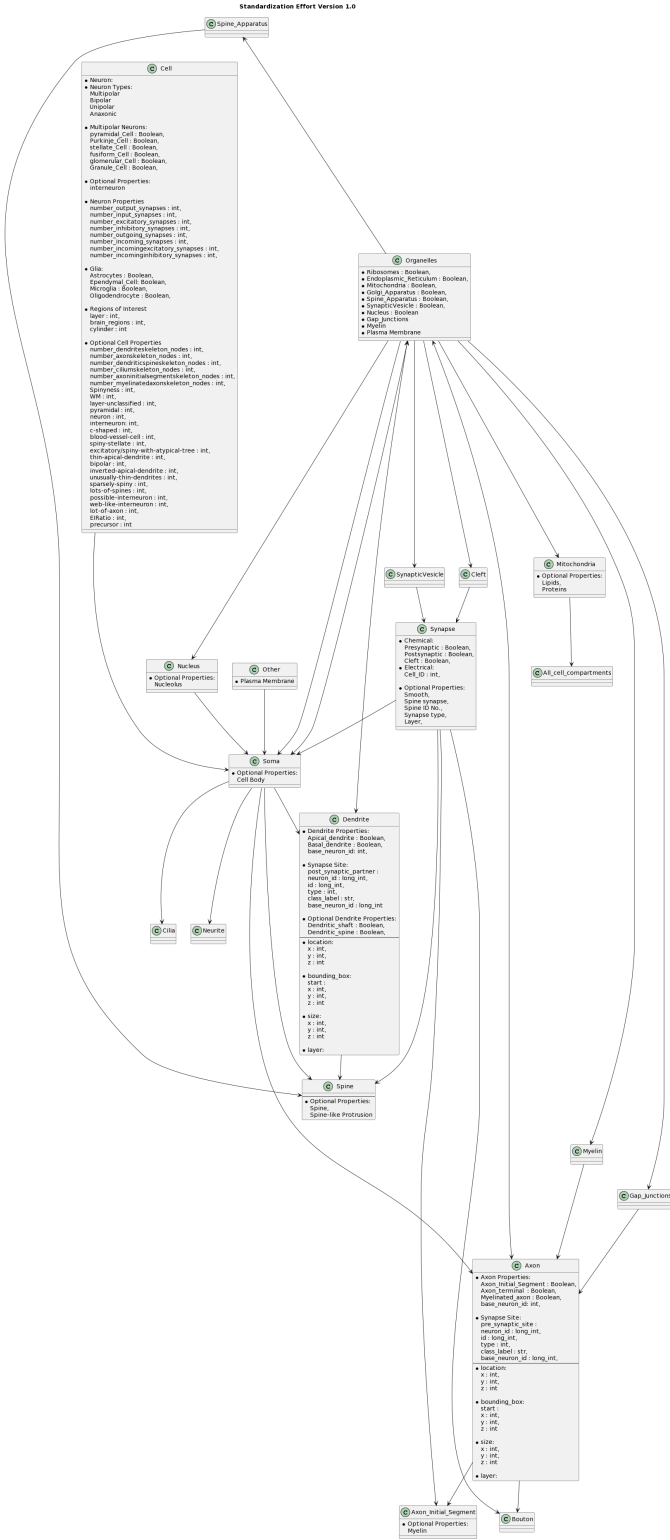 Standardization Effort Version 1.0
C Spine_Apparatus
C Cell
Neuron:
Neuron Types:
Multipolar
Bipolar
Unipolar
Anaxonic
Multipolar Neurons:
pyramidal_Cell : Boolean,
Purkinje_Cell : Boolean,
stellate_Cell : Boolean,
fusiform_Cell : Boolean,
glomerular_Cell : Boolean,
Granule_Cell : Boolean,
Optional Properties:
interneuron
Neuron Properties
number_output_synapses : int,
number_input_synapses : int,
number_excitatory_synapses : int,
number_inhibitory_synapses : int,
number_outgoing_synapses : int,
number_incoming_synapses : int,
number_incomingexcitatory_synapses : int,
number_incominginhibitory_synapses : int,
Glia:
Astrocytes : Boolean,
Ependymal_Cell: Boolean,
Microglia : Boolean,
Oligodendrocyte : Boolean,
Regions of Interest
layer : int,
brain_regions : int,
cylinder : int
Optional Cell Properties
number_dendriteskeleton_nodes : int,
number_axonskeleton_nodes : int,
number_dendriticspineskeleton_nodes : int,
number_ciliumskeleton_nodes : int,
number_axoninitialsegmentskeleton_nodes : int,
number_myelinatedaxonskeleton_nodes : int,
Spinyness : int,
WM : int,
layer-unclassified : int,
pyramidal : int,
neuron : int,
interneuron: int,
c-shaped : int,
blood-vessel-cell : int,
spiny-stellate : int,
excitatory/spiny-with-atypical-tree : int,
thin-apical-dendrite : int,
bipolar : int,
inverted-apical-dendrite : int,
unusually-thin-dendrites : int,
sparsely-spiny : int,
lots-of-spines : int,
possible-interneuron : int,
web-like-interneuron : int,
lot-of-axon : int,
EIRatio : int,
precursor : int
C Organelles
Ribosomes : Boolean,
Endoplasmic_Reticulum : Boolean,
Mitochondria : Boolean,
Golgi_Apparatus : Boolean,
Spine_Apparatus : Boolean,
SynapticVesicle : Boolean,
Nucleus : Boolean
Gap_Junctions
Myelin
Plasma Membrane
C SynapticVesicle
C Cleft
C Mitochondria
Optional Properties:
Lipids,
Proteins
C Nucleus
Optional Properties:
Nucleolus
C Other
Plasma Membrane
C Synapse
Chemical:
Presynaptic : Boolean,
Postsynaptic : Boolean,
Cleft : Boolean,
Electrical:
Cell_ID : int,
Optional Properties:
Smooth,
Spine synapse,
Spine ID No.,
Synapse type,
Layer,
C All_cell_compartments
C Soma
Optional Properties:
Cell Body
C Dendrite
Dendrite Properties:
Apical_dendrite : Boolean,
Basal_dendrite : Boolean,
base_neuron_id: int,
Synapse Site:
post_synaptic_partner :
neuron_id : long_int,
id : long_int,
type : int,
class_label : str,
base_neuron_id : long_int
Optional Dendrite Properties:
Dendritic_shaft : Boolean,
Dendritic_spine : Boolean,
location:
x : int,
y : int,
z : int
bounding_box:
start :
x : int,
y : int,
z : int
size:
x : int,
y : int,
z : int
layer:
C Cilia
C Neurite
C Spine
Optional Properties:
Spine,
Spine-like Protrusion
C Myelin
C Gap_Junctions
C Axon
Axon Properties:
Axon_Initial_Segment : Boolean,
Axon_terminal : Boolean,
Myelinated_axon : Boolean,
base_neuron_id: int,
Synapse Site:
pre_synaptic_site :
neuron_id : long_int,
id : long_int,
type : int,
class_label : str,
base_neuron_id : long_int,
location:
x : int,
y : int,
z : int
bounding_box:
start :
x : int,
y : int,
z : int
size:
x : int,
y : int,
z : int
layer:
C Axon_Initial_Segment
Optional Properties:
Myelin
C Bouton